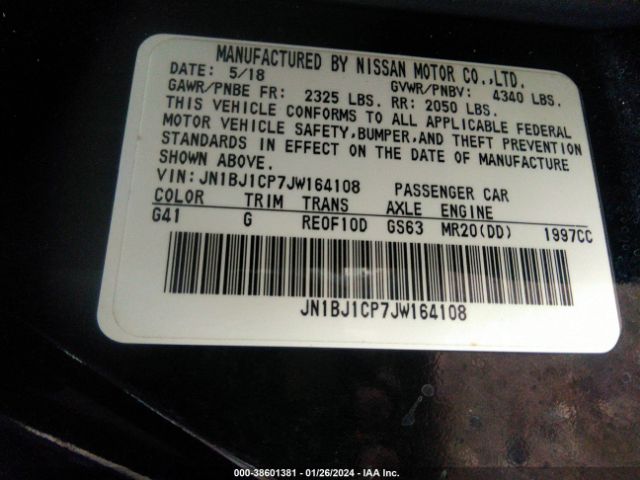 MANUFACTURED BY NISSAN MOTOR CO.,LTD.
DATE: 5/18 GVWR/PNBV: 4340 LBS.
GAWR/PNBE FR: 2325 LBS. RR: 2050 LBS.
THIS VEHICLE CONFORMS TO ALL APPLICABLE FEDERAL
MOTOR VEHICLE SAFETY,BUMPER,AND THEFT PREVENTION
STANDARDS IN EFFECT ON THE DATE OF MANUFACTURE
SHOWN ABOVE.
VIN: JN1BJ1CP7JW164108 PASSENGER CAR
COLOR TRIM TRANS AXLE ENGINE
G41 G RE0F10D GS63 MR20(DD) 1997CC
JN1BJ1CP7JW164108
000-38601381 - 01/26/2024 - IAA Inc.